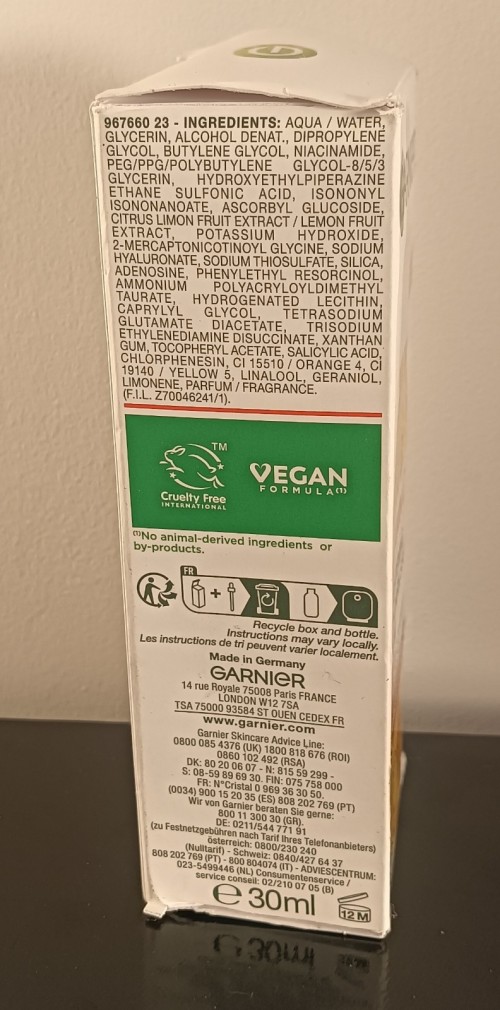 967660 23 - INGREDIENTS: AQUA / WATER,
GLYCERIN, ALCOHOL DENAT., DIPROPYLENE
GLYCOL, BUTYLENE GLYCOL, NIACINAMIDE,
PEG/PPG/POLYBUTYLENE GLYCOL-8/5/3
GLYCERIN, HYDROXYETHYLPIPERAZINE
ETHANE SULFONIC ACID, ISONONYL
ISONONANOATE, ASCORBYL GLUCOSIDE,
CITRUS LIMON FRUIT EXTRACT / LEMON FRUIT
EXTRACT, POTASSIUM HYDROXIDE,
2-MERCAPTONICOTINOYL GLYCINE, SODIUM
HYALURONATE, SODIUM THIOSULFATE, SILICA,
ADENOSINE, PHENYLETHYL RESORCINOL,
AMMONIUM POLYACRYLOYLDIMETHYL
TAURATE, HYDROGENATED LECITHIN,
CAPRYLYL GLYCOL, TETRASODIUM
GLUTAMATE DIACETATE, TRISODIUM
ETHYLENEDIAMINE DISUCCINATE, XANTHAN
GUM, TOCOPHERYL ACETATE, SALICYLIC ACID,
CHLORPHENESIN, CI 15510 / ORANGE 4, CI
19140 / YELLOW 5, LINALOOL, GERANIOL,
LIMONENE, PARFUM / FRAGRANCE.
(F.I.L. Z70046241/1).
TM
Cruelty Free
INTERNATIONAL
VEGAN
FORMULA(1)
(1)No animal-derived ingredients or
by-products.
FR
+
Recycle box and bottle.
Instructions may vary locally.
Les instructions de tri peuvent varier localement.
Made in Germany
GARNIER
14 rue Royale 75008 Paris FRANCE
LONDON W12 7SA
TSA 75000 93584 ST OUEN CEDEX FR
www.garnier.com
Garnier Skincare Advice Line:
0800 085 4376 (UK) 1800 818 676 (ROI)
0860 102 492 (RSA)
DK: 80 20 06 07 - N: 815 59 299 -
S: 08-59 89 69 30. FIN: 075 758 000
FR: N°Cristal 0 969 36 30 50.
(0034) 900 15 20 35 (ES) 808 202 769 (PT)
Wir von Garnier beraten Sie gerne:
800 11 300 30 (GR).
DE: 0211/544 771 91
(zu Festnetzgebühren nach Tarif Ihres Telefonanbieters)
österreich: 0800/230 240
(Nulltarif) - Schweiz: 0840/427 64 37
808 202 769 (PT) - 800 804074 (IT) - ADVIESCENTRUM:
023-5499446 (NL) Consumentenservice /
service conseil: 02/210 07 05 (B)
℮ 30ml
12 M